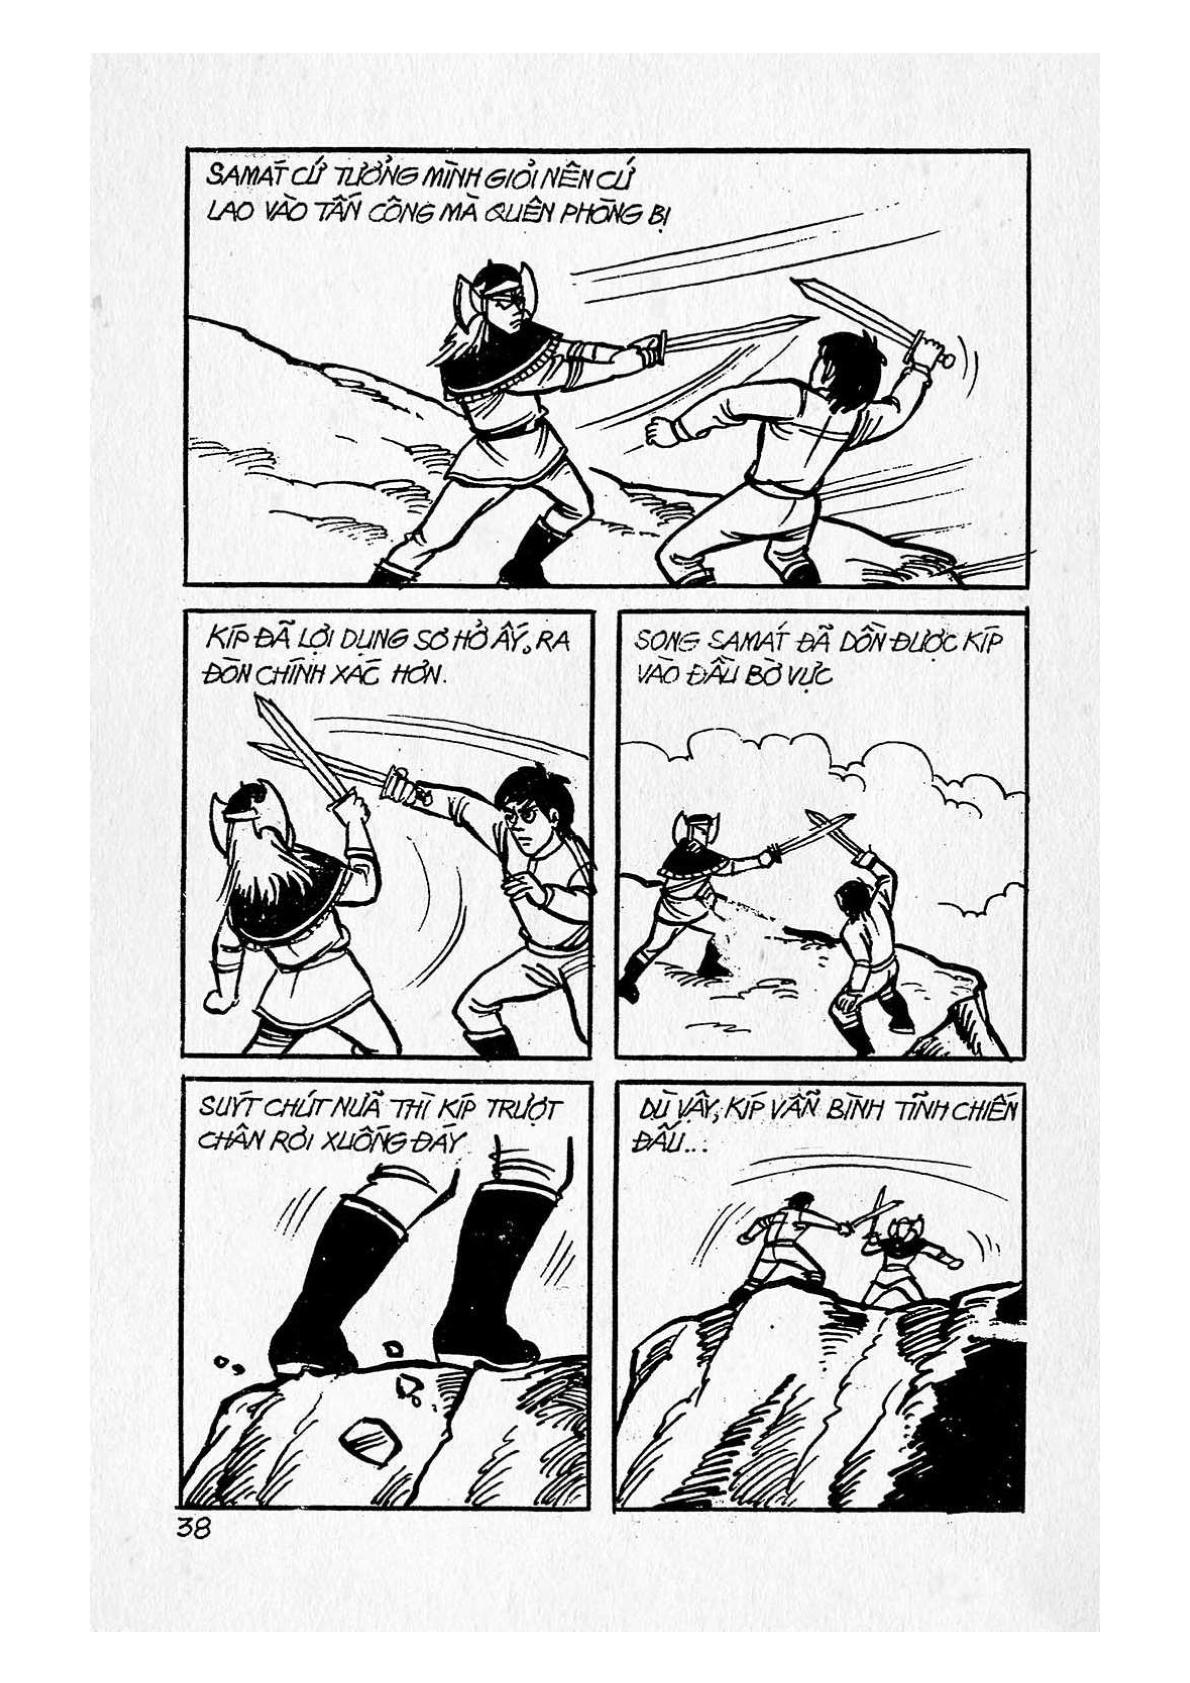 SAMÁT CỨ TƯỞNG MÌNH GIỎI NÊN CỨ
LAO VÀO TẤN CÔNG MÀ QUÊN PHÒNG BỊ
KÍP ĐÃ LỢI DỤNG SƠ HỞ ẤY. RA
ĐÒN CHÍNH XÁC HƠN.
SONG SAMÁT ĐÃ DỒN ĐƯỢC KÍP
VÀO ĐẦU BỜ VỰC
SUÝT CHÚT NỮA THÌ KÍP TRƯỢT
CHÂN RƠI XUỐNG ĐÁY
DÙ VẬY, KÍP VẪN BÌNH TĨNH CHIẾN
ĐẤU...
38